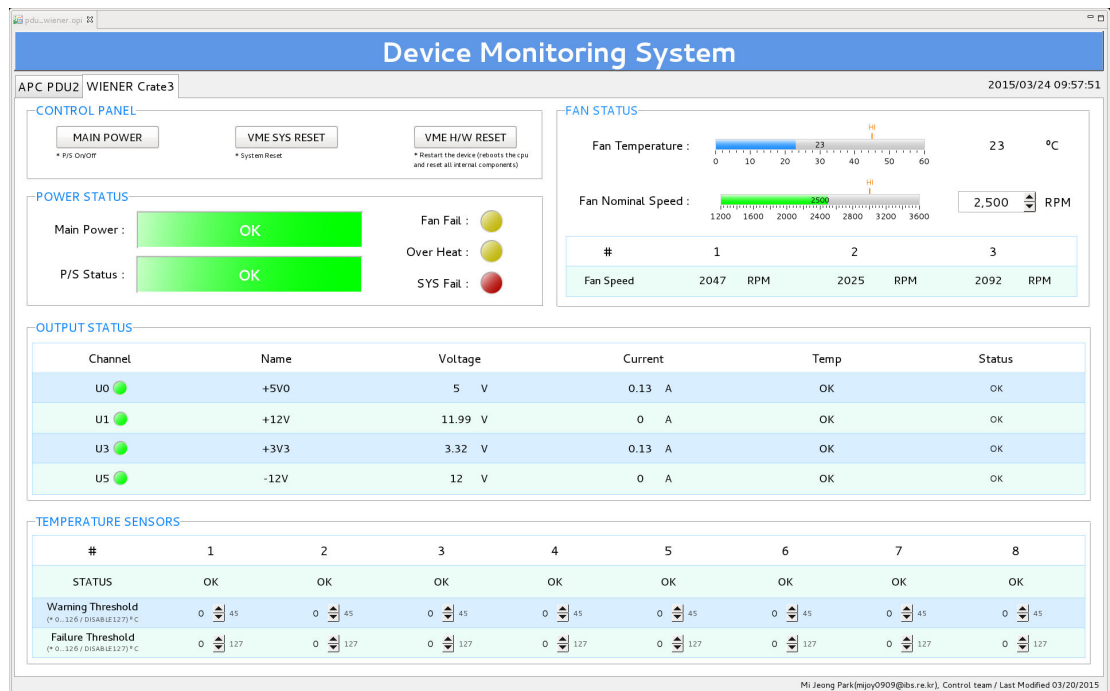 pdu_wiener.opi
Device Monitoring System
APC PDU2 WIENER Crate3 2015/03/24 09:57:51
CONTROL PANEL
MAIN POWER VME SYS RESET VME H/W RESET
* P/S On/Off * System Reset * Restart the device (reboots the cpu
and reset all internal components)
POWER STATUS
Main Power : OK
P/S Status : OK
Fan Fail :
Over Heat :
SYS Fail :
FAN STATUS
HI
Fan Temperature : 23 23 ºC
0 10 20 30 40 50 60
HI
Fan Nominal Speed : 2500 2,500 RPM
1200 1600 2000 2400 2800 3200 3600
# 1 2 3
Fan Speed 2047 RPM 2025 RPM 2092 RPM
OUTPUT STATUS
Channel Name Voltage Current Temp Status
U0 +5V0 5 V 0.13 A OK OK
U1 +12V 11.99 V 0 A OK OK
U3 +3V3 3.32 V 0.13 A OK OK
U5 -12V 12 V 0 A OK OK
TEMPERATURE SENSORS
# 1 2 3 4 5 6 7 8
STATUS OK OK OK OK OK OK OK OK
Warning Threshold 0 45 0 45 0 45 0 45 0 45 0 45 0 45 0 45
(* 0...126 / DISABLE127) º C
Failure Threshold 0 127 0 127 0 127 0 127 0 127 0 127 0 127 0 127
(* 0...126 / DISABLE127) º C
Mi Jeong Park(mijoy0909@ibs.re.kr), Control team / Last Modified 03/20/2015